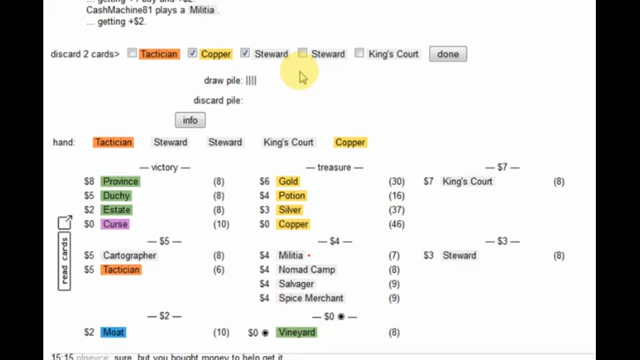 ... getting +1 buy and +$2.
CashMachine81 plays a Militia.
... getting +$2.
discard 2 cards> Tactician Copper Steward Steward King's Court done
draw pile: ||||
discard pile:
info
hand: Tactician Steward Steward King's Court Copper
— victory — — treasure — — $7 —
$8 Province (8) $6 Gold (30) $7 King's Court (8)
$5 Duchy (8) $4 Potion (16)
$2 Estate (8) $3 Silver (37)
$0 Curse (10) $0 Copper (46)
read cards
— $5 — — $4 — — $3 —
$5 Cartographer (8) $4 Militia (7) $3 Steward (8)
$5 Tactician (6) $4 Nomad Camp (8)
$4 Salvager (9)
$4 Spice Merchant (9)
— $2 — — $0 ◉ —
$2 Moat (10) $0 ◉ Vineyard (8)
15:15 olneyce: sure, but you bought money to help get it